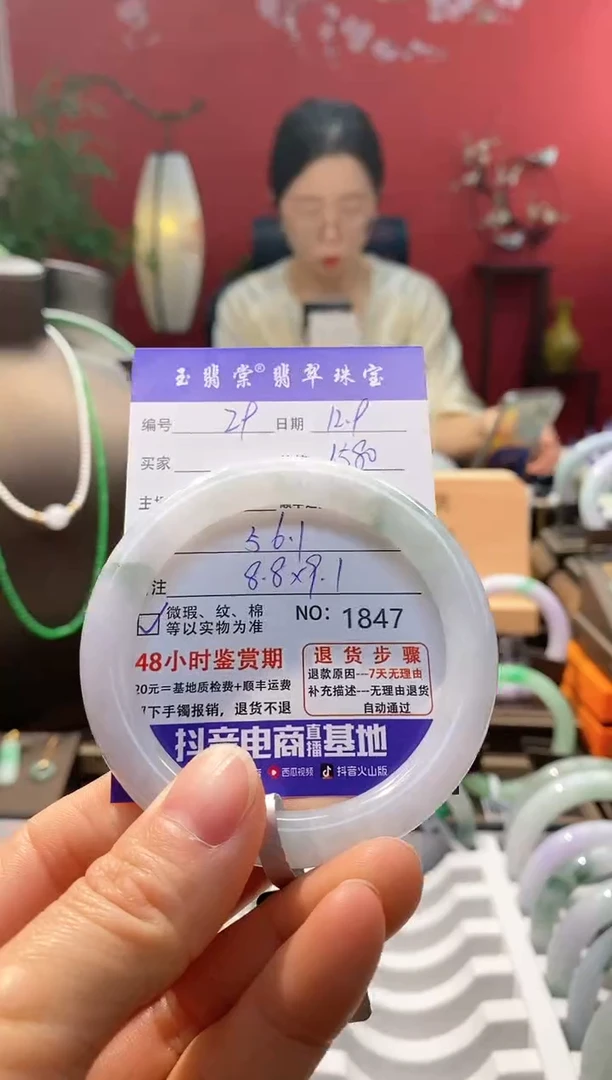 玉翡棠®翡翠珠宝
编号 29 日期 12.9
买家 1580
56.1
注 8.8×9.1
微瑕、纹、棉
等以实物为准
NO: 1847
48小时鉴赏期
20元=基地质检费+顺丰运费
下手镯报销，退货不退
退货步骤
退款原因---7天无理由
补充描述---无理由退货
自动通过
抖音电商直播基地
西瓜视频 抖音火山版